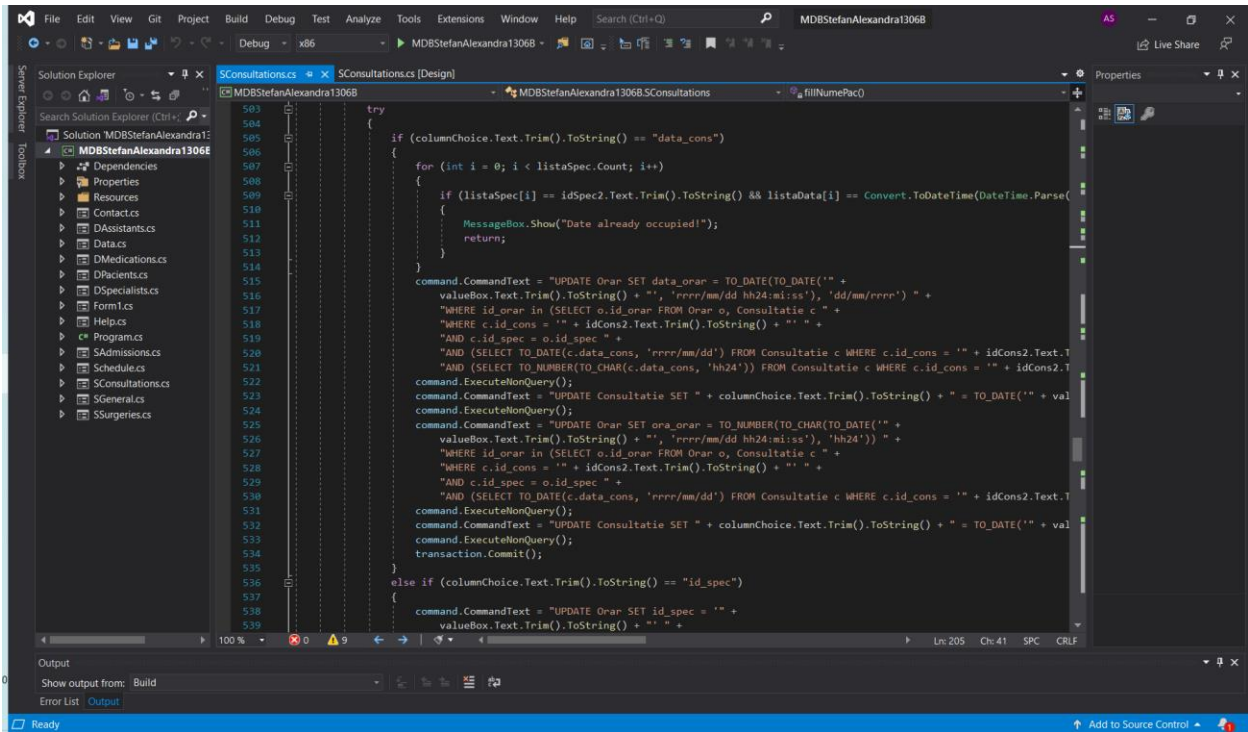 File Edit View Git Project Build Debug Test Analyze Tools Extensions Window Help Search (Ctrl+Q) MDBStefanAlexandra1306B AS
Debug x86 MDBStefanAlexandra1306B Live Share
Server Explorer
Toolbox
Solution Explorer
Search Solution Explorer (Ctrl+;)
Solution 'MDBStefanAlexandra13
MDBStefanAlexandra1306B
Dependencies
Properties
Resources
Contact.cs
DAssistants.cs
Data.cs
DMedications.cs
DPacients.cs
DSpecialists.cs
Form1.cs
Help.cs
Program.cs
SAdmissions.cs
Schedule.cs
SConsultations.cs
SGeneral.cs
SSurgeries.cs
SConsultations.cs SConsultations.cs [Design]
MDBStefanAlexandra1306B MDBStefanAlexandra1306B.SConsultations fillNumePac()
503 try
504 {
505 if (columnChoice.Text.Trim().ToString() == "data_cons")
506 {
507 for (int i = 0; i < listaSpec.Count; i++)
508 {
509 if (listaSpec[i] == idSpec2.Text.Trim().ToString() && listaData[i] == Convert.ToDateTime(DateTime.Parse(
510 {
511 MessageBox.Show("Date already occupied!");
512 return;
513 }
514 }
515 command.CommandText = "UPDATE Orar SET data_orar = TO_DATE(TO_DATE('" +
516 valueBox.Text.Trim().ToString() + "', 'rrrr/mm/dd hh24:mi:ss'), 'dd/mm/rrrr') " +
517 "WHERE id_orar in (SELECT o.id_orar FROM Orar o, Consultatie c " +
518 "WHERE c.id_cons = '" + idCons2.Text.Trim().ToString() + "' " +
519 "AND c.id_spec = o.id_spec " +
520 "AND (SELECT TO_DATE(c.data_cons, 'rrrr/mm/dd') FROM Consultatie c WHERE c.id_cons = '" + idCons2.Text.T
521 "AND (SELECT TO_NUMBER(TO_CHAR(c.data_cons, 'hh24')) FROM Consultatie c WHERE c.id_cons = '" + idCons2.T
522 command.ExecuteNonQuery();
523 command.CommandText = "UPDATE Consultatie SET " + columnChoice.Text.Trim().ToString() + " = TO_DATE('" + val
524 command.ExecuteNonQuery();
525 command.CommandText = "UPDATE Orar SET ora_orar = TO_NUMBER(TO_CHAR(TO_DATE('" +
526 valueBox.Text.Trim().ToString() + "', 'rrrr/mm/dd hh24:mi:ss'), 'hh24')) " +
527 "WHERE id_orar in (SELECT o.id_orar FROM Orar o, Consultatie c " +
528 "WHERE c.id_cons = '" + idCons2.Text.Trim().ToString() + "' " +
529 "AND c.id_spec = o.id_spec " +
530 "AND (SELECT TO_DATE(c.data_cons, 'rrrr/mm/dd') FROM Consultatie c WHERE c.id_cons = '" + idCons2.Text.T
531 command.ExecuteNonQuery();
532 command.CommandText = "UPDATE Consultatie SET " + columnChoice.Text.Trim().ToString() + " = TO_DATE('" + val
533 command.ExecuteNonQuery();
534 transaction.Commit();
535 }
536 else if (columnChoice.Text.Trim().ToString() == "id_spec")
537 {
538 command.CommandText = "UPDATE Orar SET id_spec = '" +
539 valueBox.Text.Trim().ToString() + "' " +
100 % 0 9 Ln: 205 Ch: 41 SPC CRLF
Properties
Output
Show output from: Build
Error List Output
Ready Add to Source Control 1